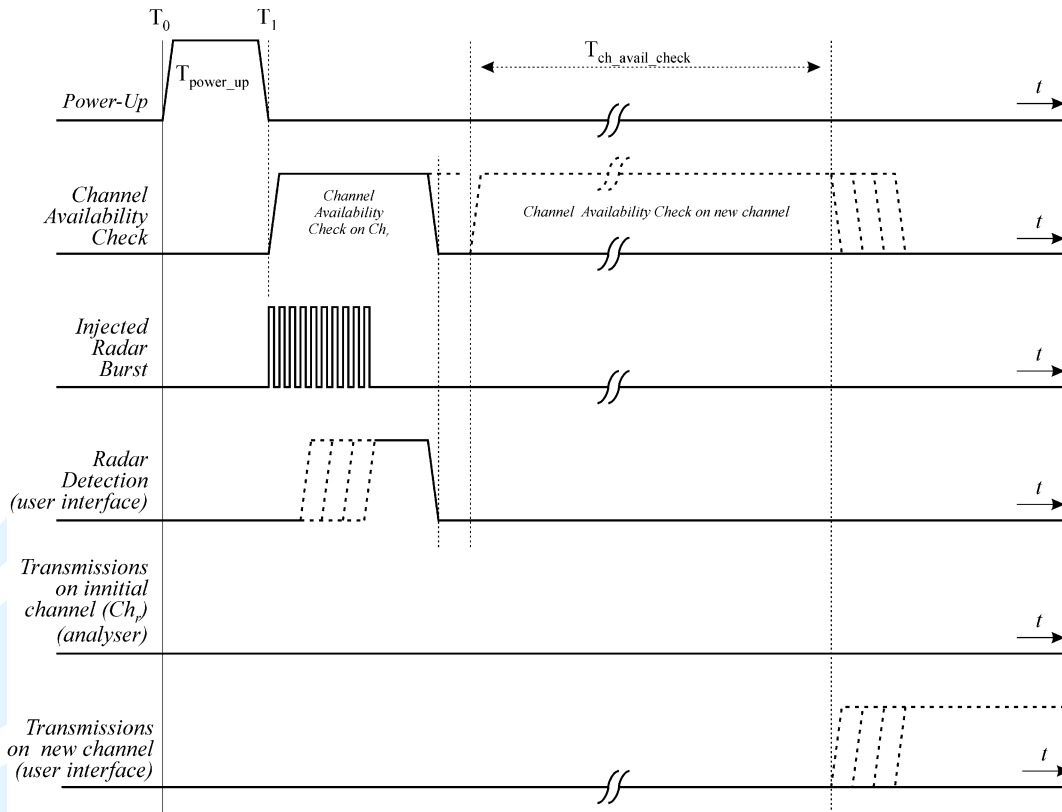 T0
T1
Tch_avail_check
Tpower_up
t
Power-Up
Channel
Availability
Check
Channel
Availability
Check on Chr
Channel Availability Check on new channel
t
Injected
Radar
Burst
t
Radar
Detection
(user interface)
t
Transmissions
on innitial
channel (Chr)
(analyser)
t
Transmissions
on new channel
(user interface)
t